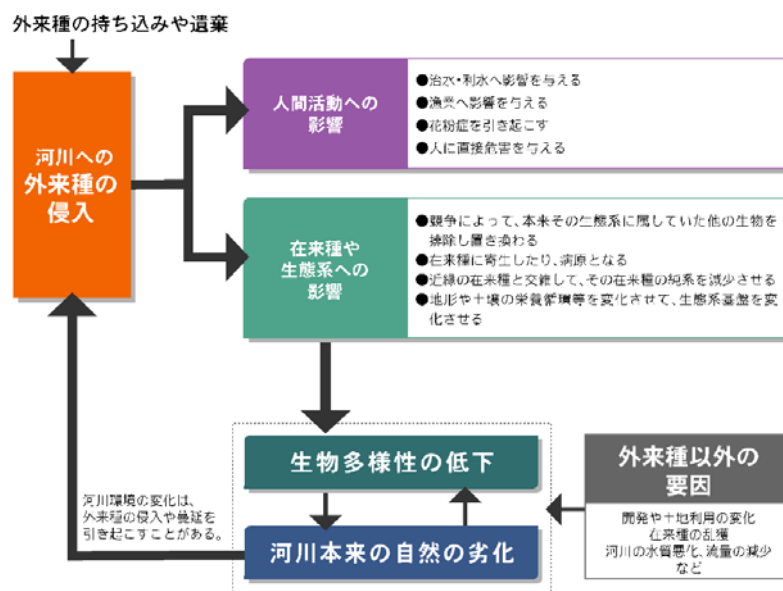 外来種の持ち込みや遺棄
河川への
外来種の
侵入
人間活動への
影響
●治水・利水へ影響を与える
●漁業へ影響を与える
●花粉症を引き起こす
●人に直接危害を与える
在来種や
生態系への
影響
●競争によって、本来その生態系に属していた他の生物を
排除し置き換わる
●在来種に寄生したり、病原となる
●近縁の在来種と交雑して、その在来種の純系を減少させる
●地形や土壌の栄養循環等を変化させて、生態系基盤を変
化させる
生物多様性の低下
河川本来の自然の劣化
河川環境の変化は、
外来種の侵入や蔓延を
引き起こすことがある。
外来種以外の
要因
開発や土地利用の変化
在来種の乱獲
河川の水質悪化、流量の減少
など